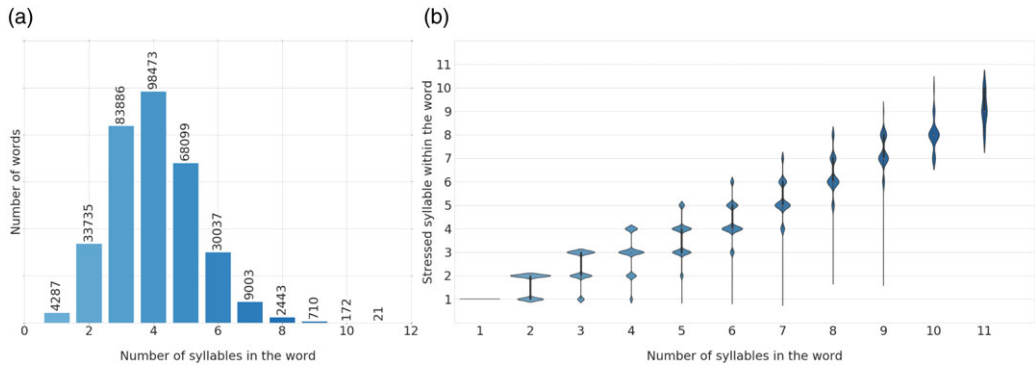 (a)
Number of words
4287
33735
83886
98473
68099
30037
9003
2443
710
172
21
0 2 4 6 8 10 12
Number of syllables in the word
(b)
Stressed syllable within the word
11
10
9
8
7
6
5
4
3
2
1
1 2 3 4 5 6 7 8 9 10 11
Number of syllables in the word